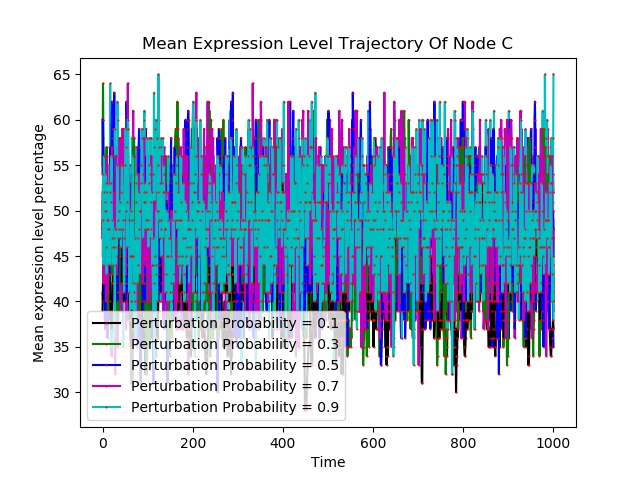 Mean Expression Level Trajectory Of Node C
Mean expression level percentage
65
60
55
50
45
40
35
30
Perturbation Probability = 0.1
Perturbation Probability = 0.3
Perturbation Probability = 0.5
Perturbation Probability = 0.7
Perturbation Probability = 0.9
0 200 400 600 800 1000
Time